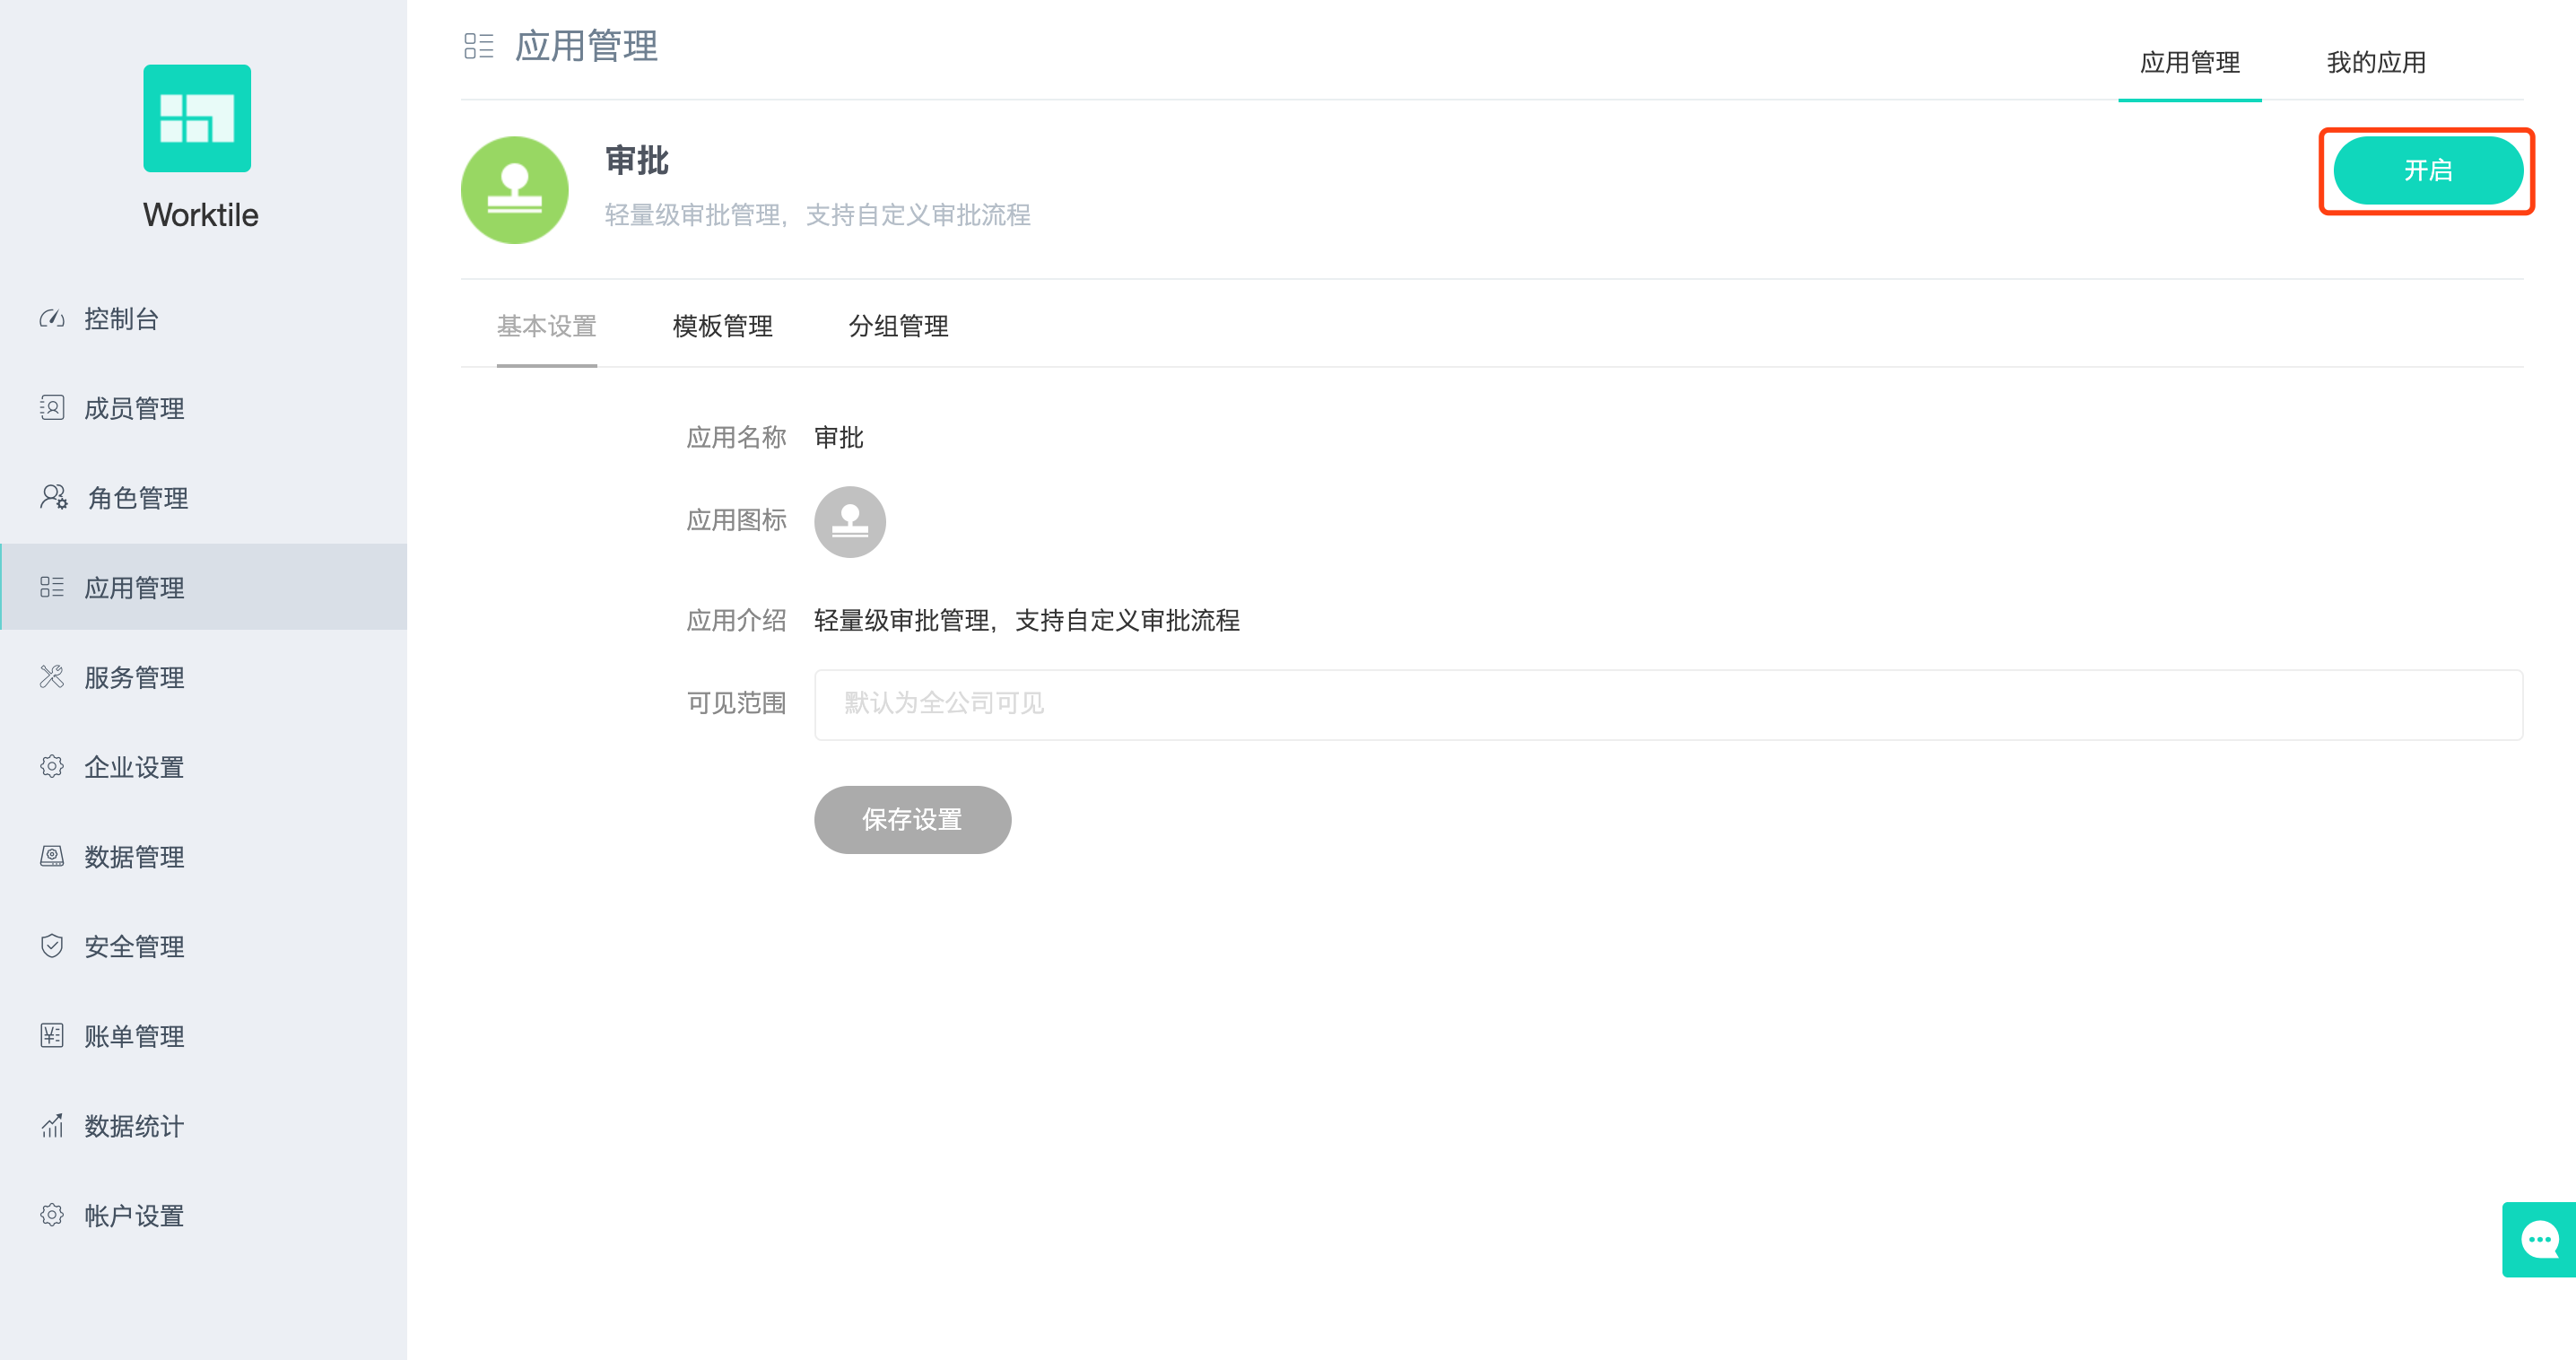 Worktile
控制台
成员管理
角色管理
应用管理
服务管理
企业设置
数据管理
安全管理
账单管理
数据统计
帐户设置
应用管理
应用管理 我的应用
审批
轻量级审批管理，支持自定义审批流程
开启
基本设置 模板管理 分组管理
应用名称 审批
应用图标
应用介绍 轻量级审批管理，支持自定义审批流程
可见范围 默认为全公司可见
保存设置